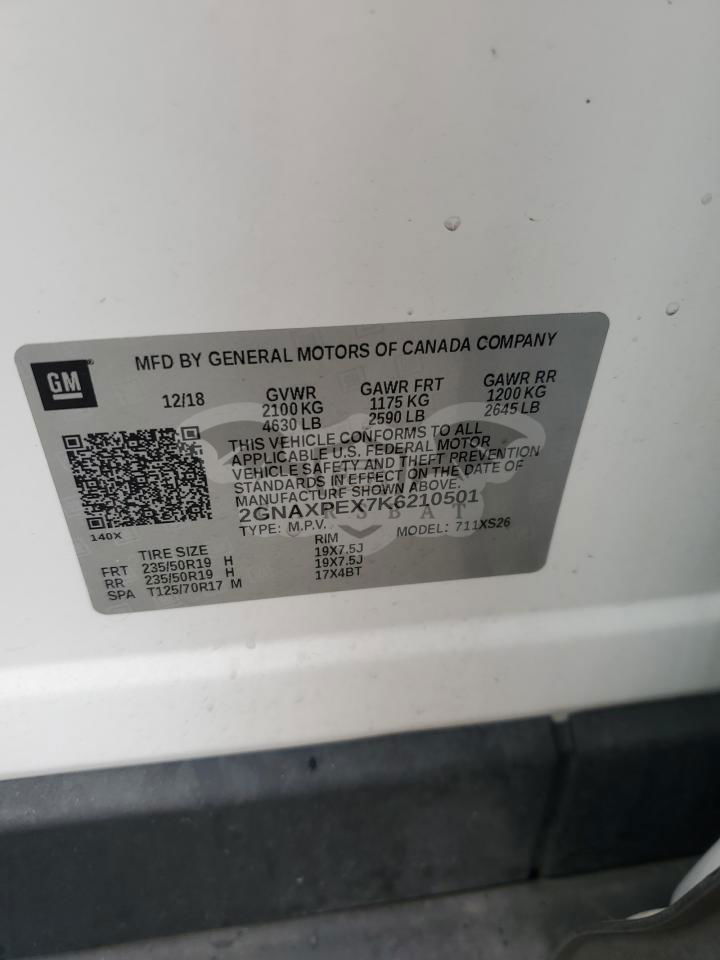 GM
MFD BY GENERAL MOTORS OF CANADA COMPANY
12/18 GVWR GAWR FRT GAWR RR
2100 KG 1175 KG 1200 KG
4630 LB 2590 LB 2645 LB
THIS VEHICLE CONFORMS TO ALL
APPLICABLE U.S. FEDERAL MOTOR
VEHICLE SAFETY AND THEFT PREVENTION
STANDARDS IN EFFECT ON THE DATE OF
MANUFACTURE SHOWN ABOVE.
2GNAXPEX7K6210501
TYPE: M.P.V. MODEL: 711XS26
140X
TIRE SIZE RIM
FRT 235/50R19 H 19X7.5J
RR 235/50R19 H 19X7.5J
SPA T125/70R17 M 17X4BT